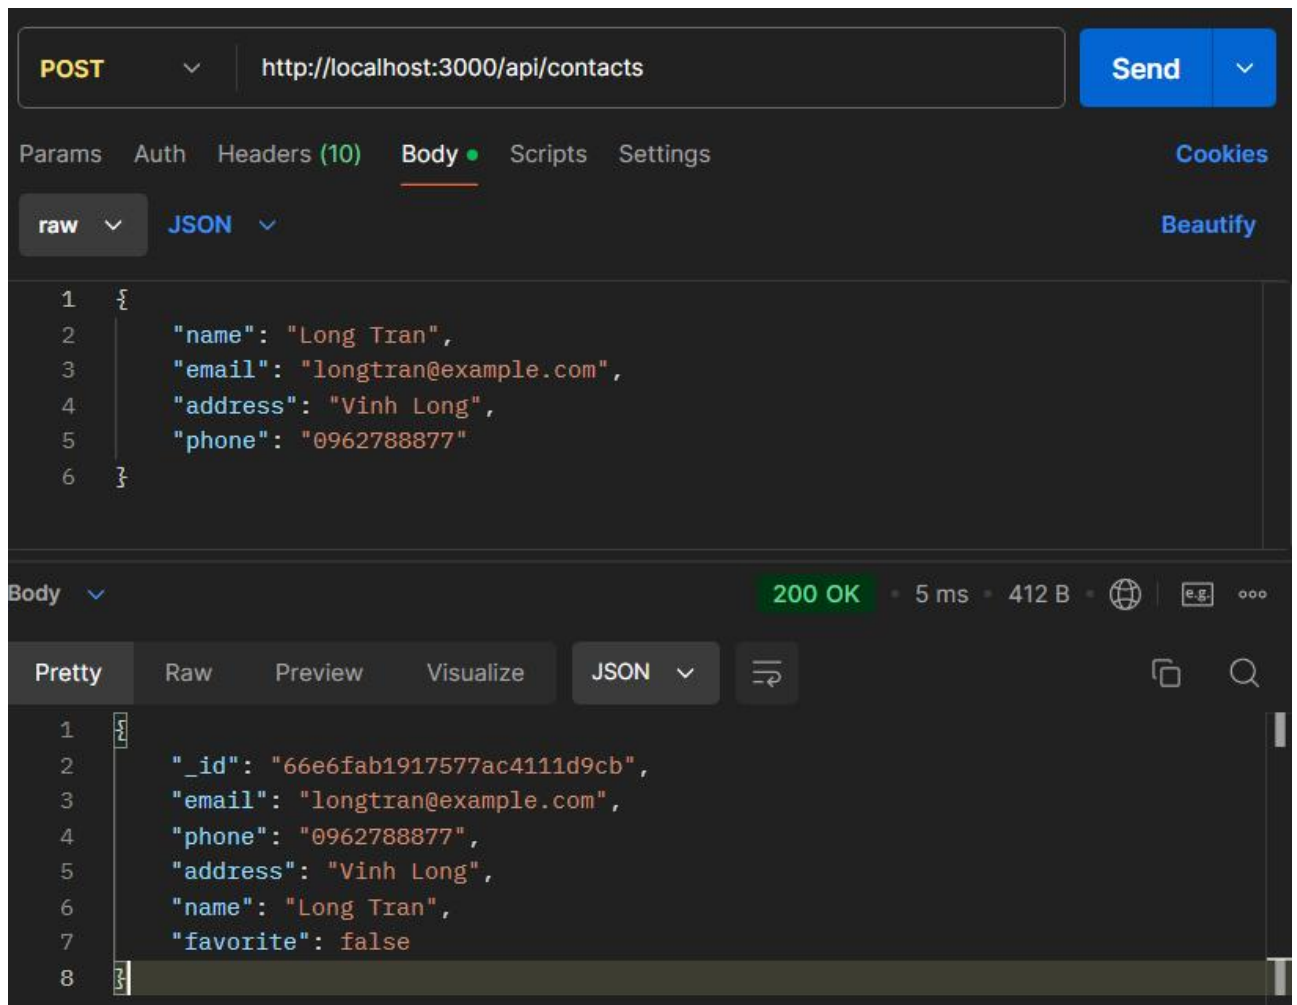 POST http://localhost:3000/api/contacts Send
Params Auth Headers (10) Body Scripts Settings Cookies
raw JSON Beautify
1 {
2 "name": "Long Tran",
3 "email": "longtran@example.com",
4 "address": "Vinh Long",
5 "phone": "0962788877"
6 }
Body 200 OK 5 ms 412 B e.g.
Pretty Raw Preview Visualize JSON
1 {
2 "_id": "66e6fab1917577ac4111d9cb",
3 "email": "longtran@example.com",
4 "phone": "0962788877",
5 "address": "Vinh Long",
6 "name": "Long Tran",
7 "favorite": false
8 }